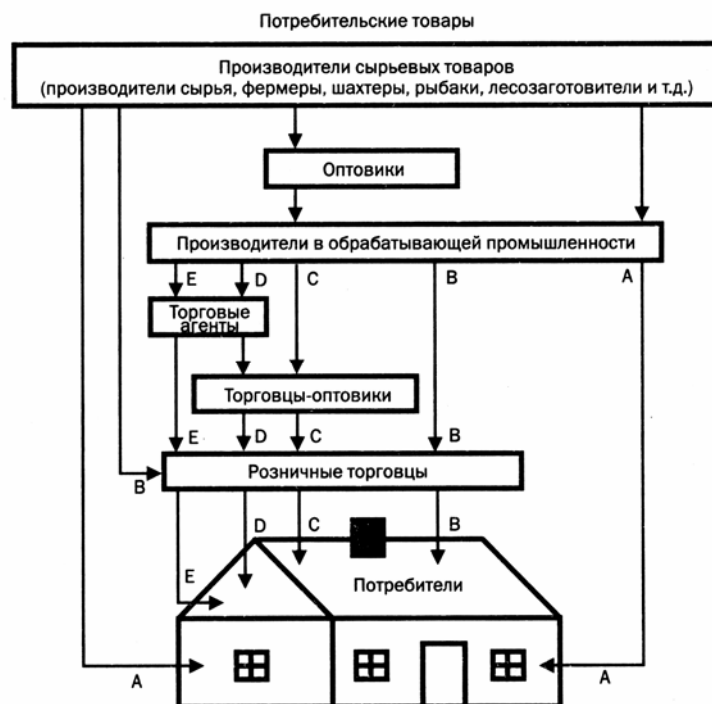 Потребительские товары
Производители сырьевых товаров
(производители сырья, фермеры, шахтеры, рыбаки, лесозаготовители и т.д.)
Оптовики
Производители в обрабатывающей промышленности
E D C B A
Торговые
агенты
Торговцы-оптовики
E D C B
Розничные торговцы
B
D C B
E
Потребители
A A